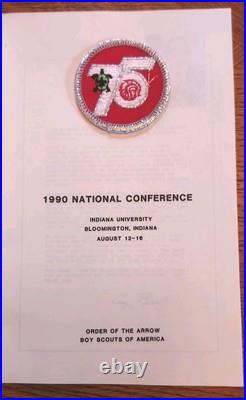 75
1990 NATIONAL CONFERENCE
INDIANA UNIVERSITY
BLOOMINGTON, INDIANA
AUGUST 12-16
ORDER OF THE ARROW
BOY SCOUTS OF AMERICA
eBay